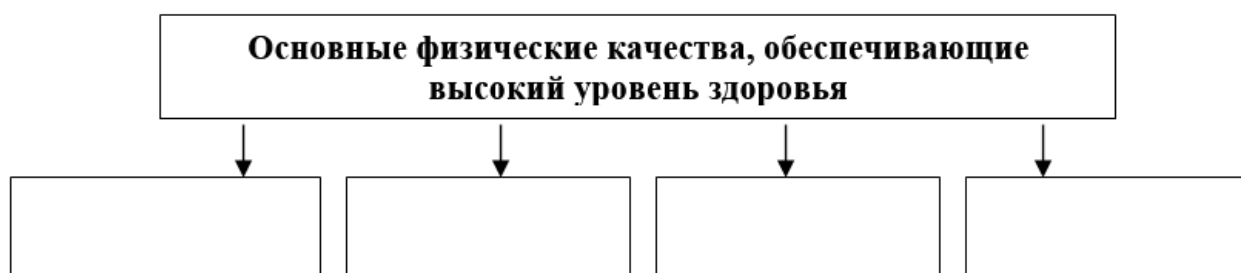 Основные физические качества, обеспечивающие
высокий уровень здоровья